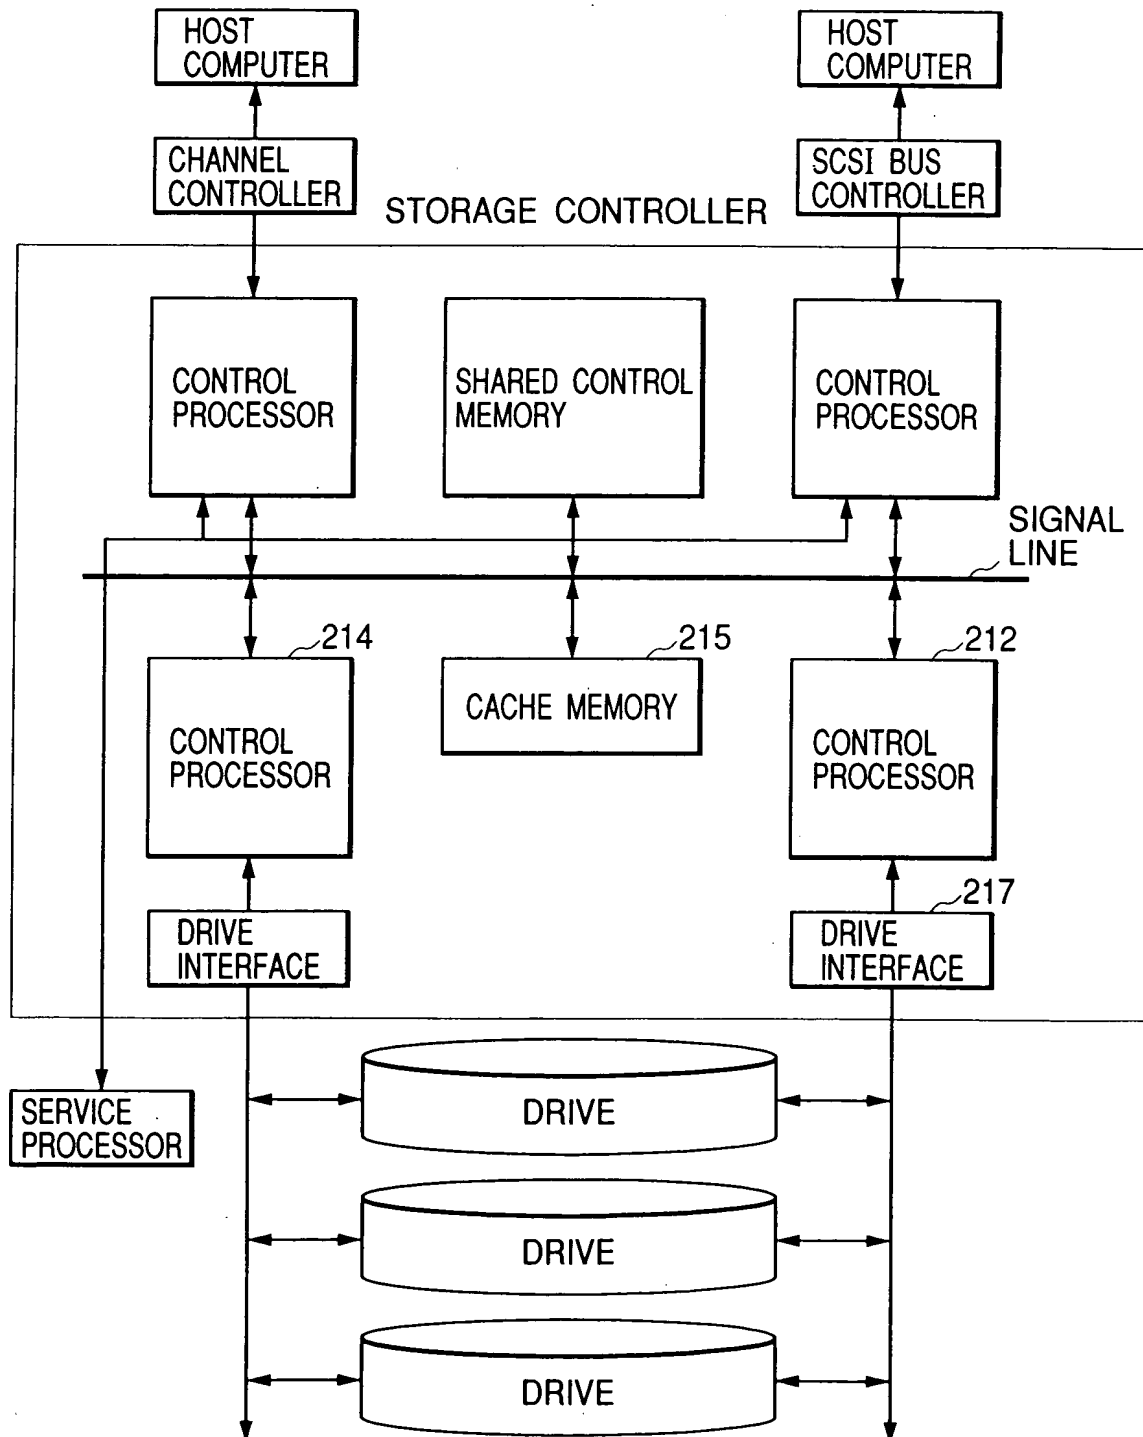 HOST
COMPUTER
HOST
COMPUTER
CHANNEL
CONTROLLER
SCSI BUS
CONTROLLER
STORAGE CONTROLLER
CONTROL
PROCESSOR
SHARED CONTROL
MEMORY
CONTROL
PROCESSOR
SIGNAL
LINE
214
215
212
CONTROL
PROCESSOR
CACHE MEMORY
CONTROL
PROCESSOR
217
DRIVE
INTERFACE
DRIVE
INTERFACE
SERVICE
PROCESSOR
DRIVE
DRIVE
DRIVE